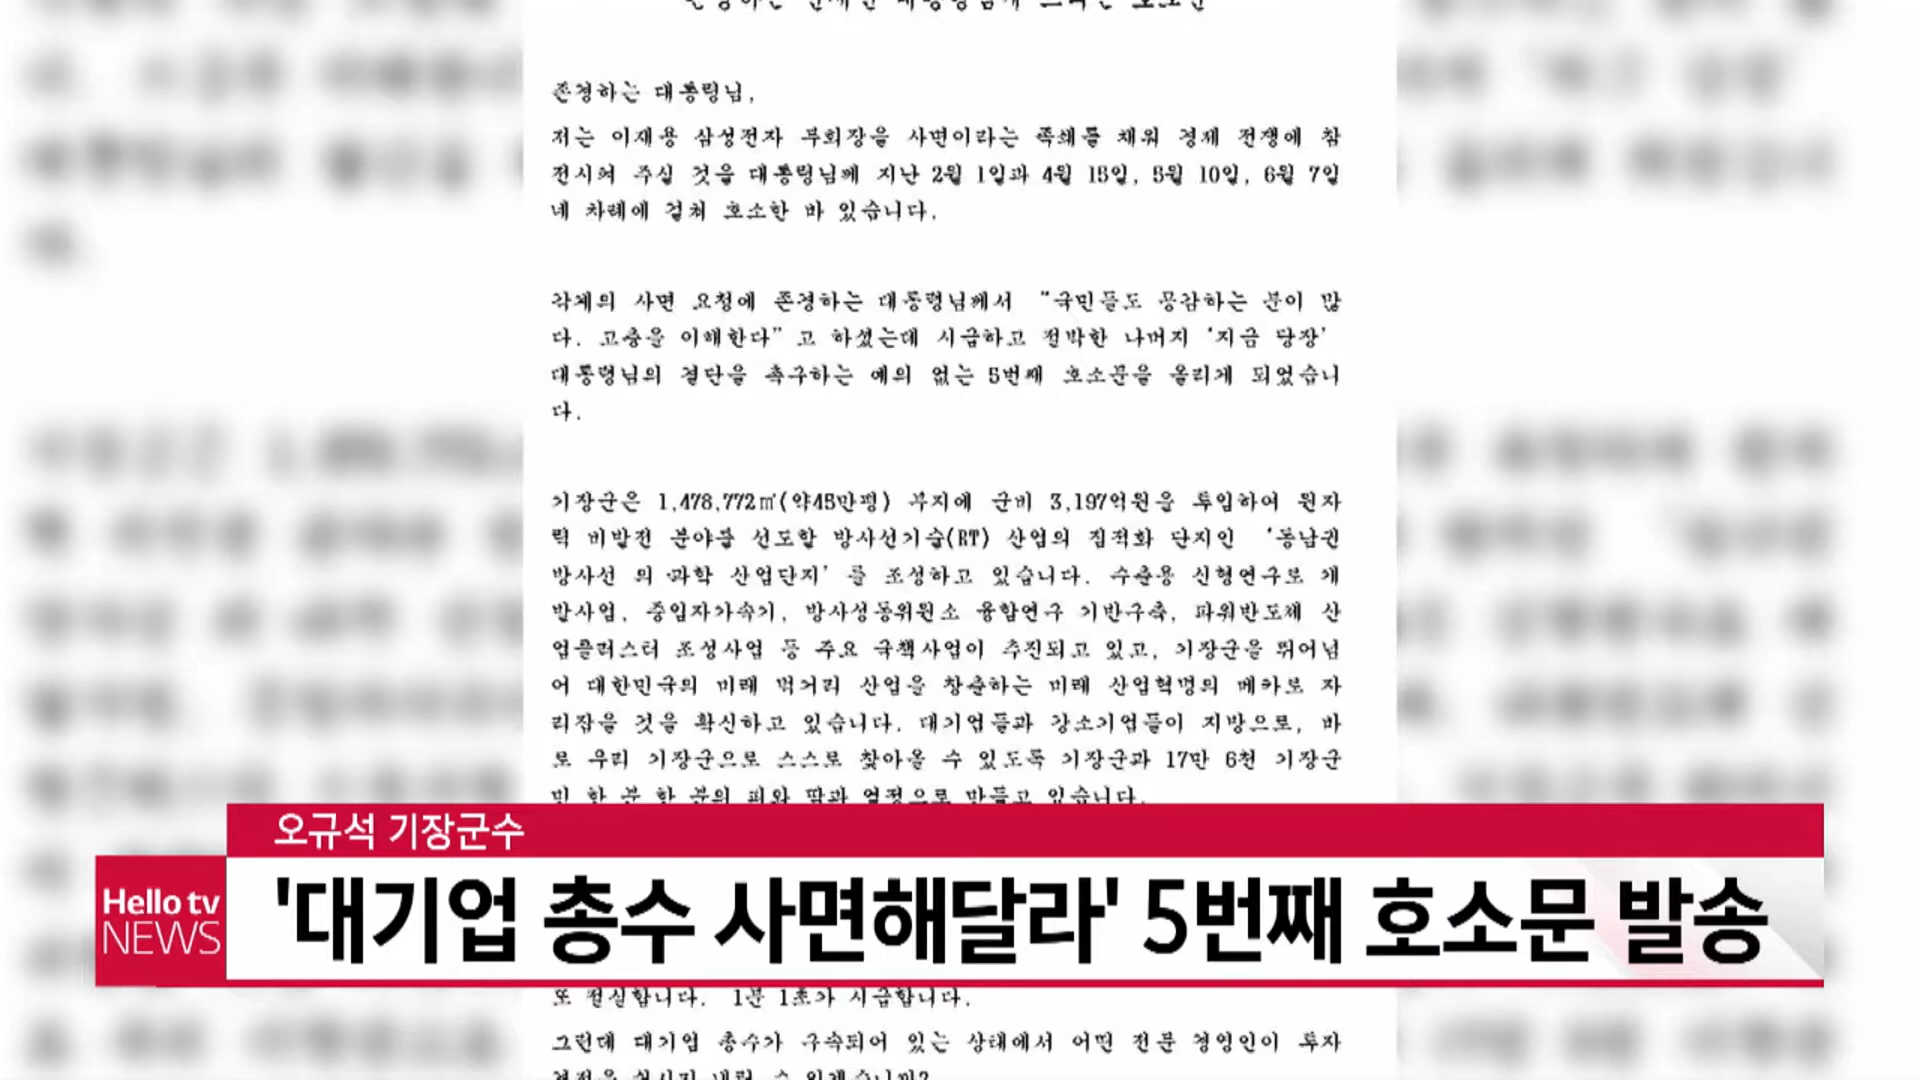 존경하는 대통령님,
저는 이재용 삼성전자 부회장을 사면이라는 족쇄를 채워 경제 전쟁에 참
전시켜 주실 것을 대통령님께 지난 2월 1일과 4월 15일, 5월 10일, 6월 7일
네 차례에 걸쳐 호소한 바 있습니다.
각계의 사면 요청에 존경하는 대통령님께서 “국민들도 공감하는 분이 많
다. 고충을 이해한다”고 하셨는데 시급하고 절박한 나머지 ‘지금 당장’
대통령님의 결단을 촉구하는 예의 없는 5번째 호소문을 올리게 되었습니
다.
기장군은 1,478,772㎡(약45만평) 부지에 군비 3,197억원을 투입하여 원자
력 비발전 분야를 선도할 방사선기술(RT) 산업의 집적화 단지인 ‘동남권
방사선 의·과학 산업단지’를 조성하고 있습니다. 수출용 신형연구로 개
발사업, 중입자가속기, 방사성동위원소 융합연구 기반구축, 파워반도체 산
업클러스터 조성사업 등 주요 국책사업이 추진되고 있고, 기장군을 뛰어넘
어 대한민국의 미래 먹거리 산업을 창출하는 미래 산업혁명의 메카로 자
리잡을 것을 확신하고 있습니다. 대기업들과 강소기업들이 지방으로, 바
로 우리 기장군으로 스스로 찾아올 수 있도록 기장군과 17만 6천 기장군
민 한 분 한 분의 피와 땀과 열정으로 만들고 있습니다.
오규석 기장군수
Hello tv
NEWS
'대기업 총수 사면해달라' 5번째 호소문 발송
또 절실합니다. 1분 1초가 시급합니다.
그런데 대기업 총수가 구속되어 있는 상태에서 어떤 전문 경영인이 투자